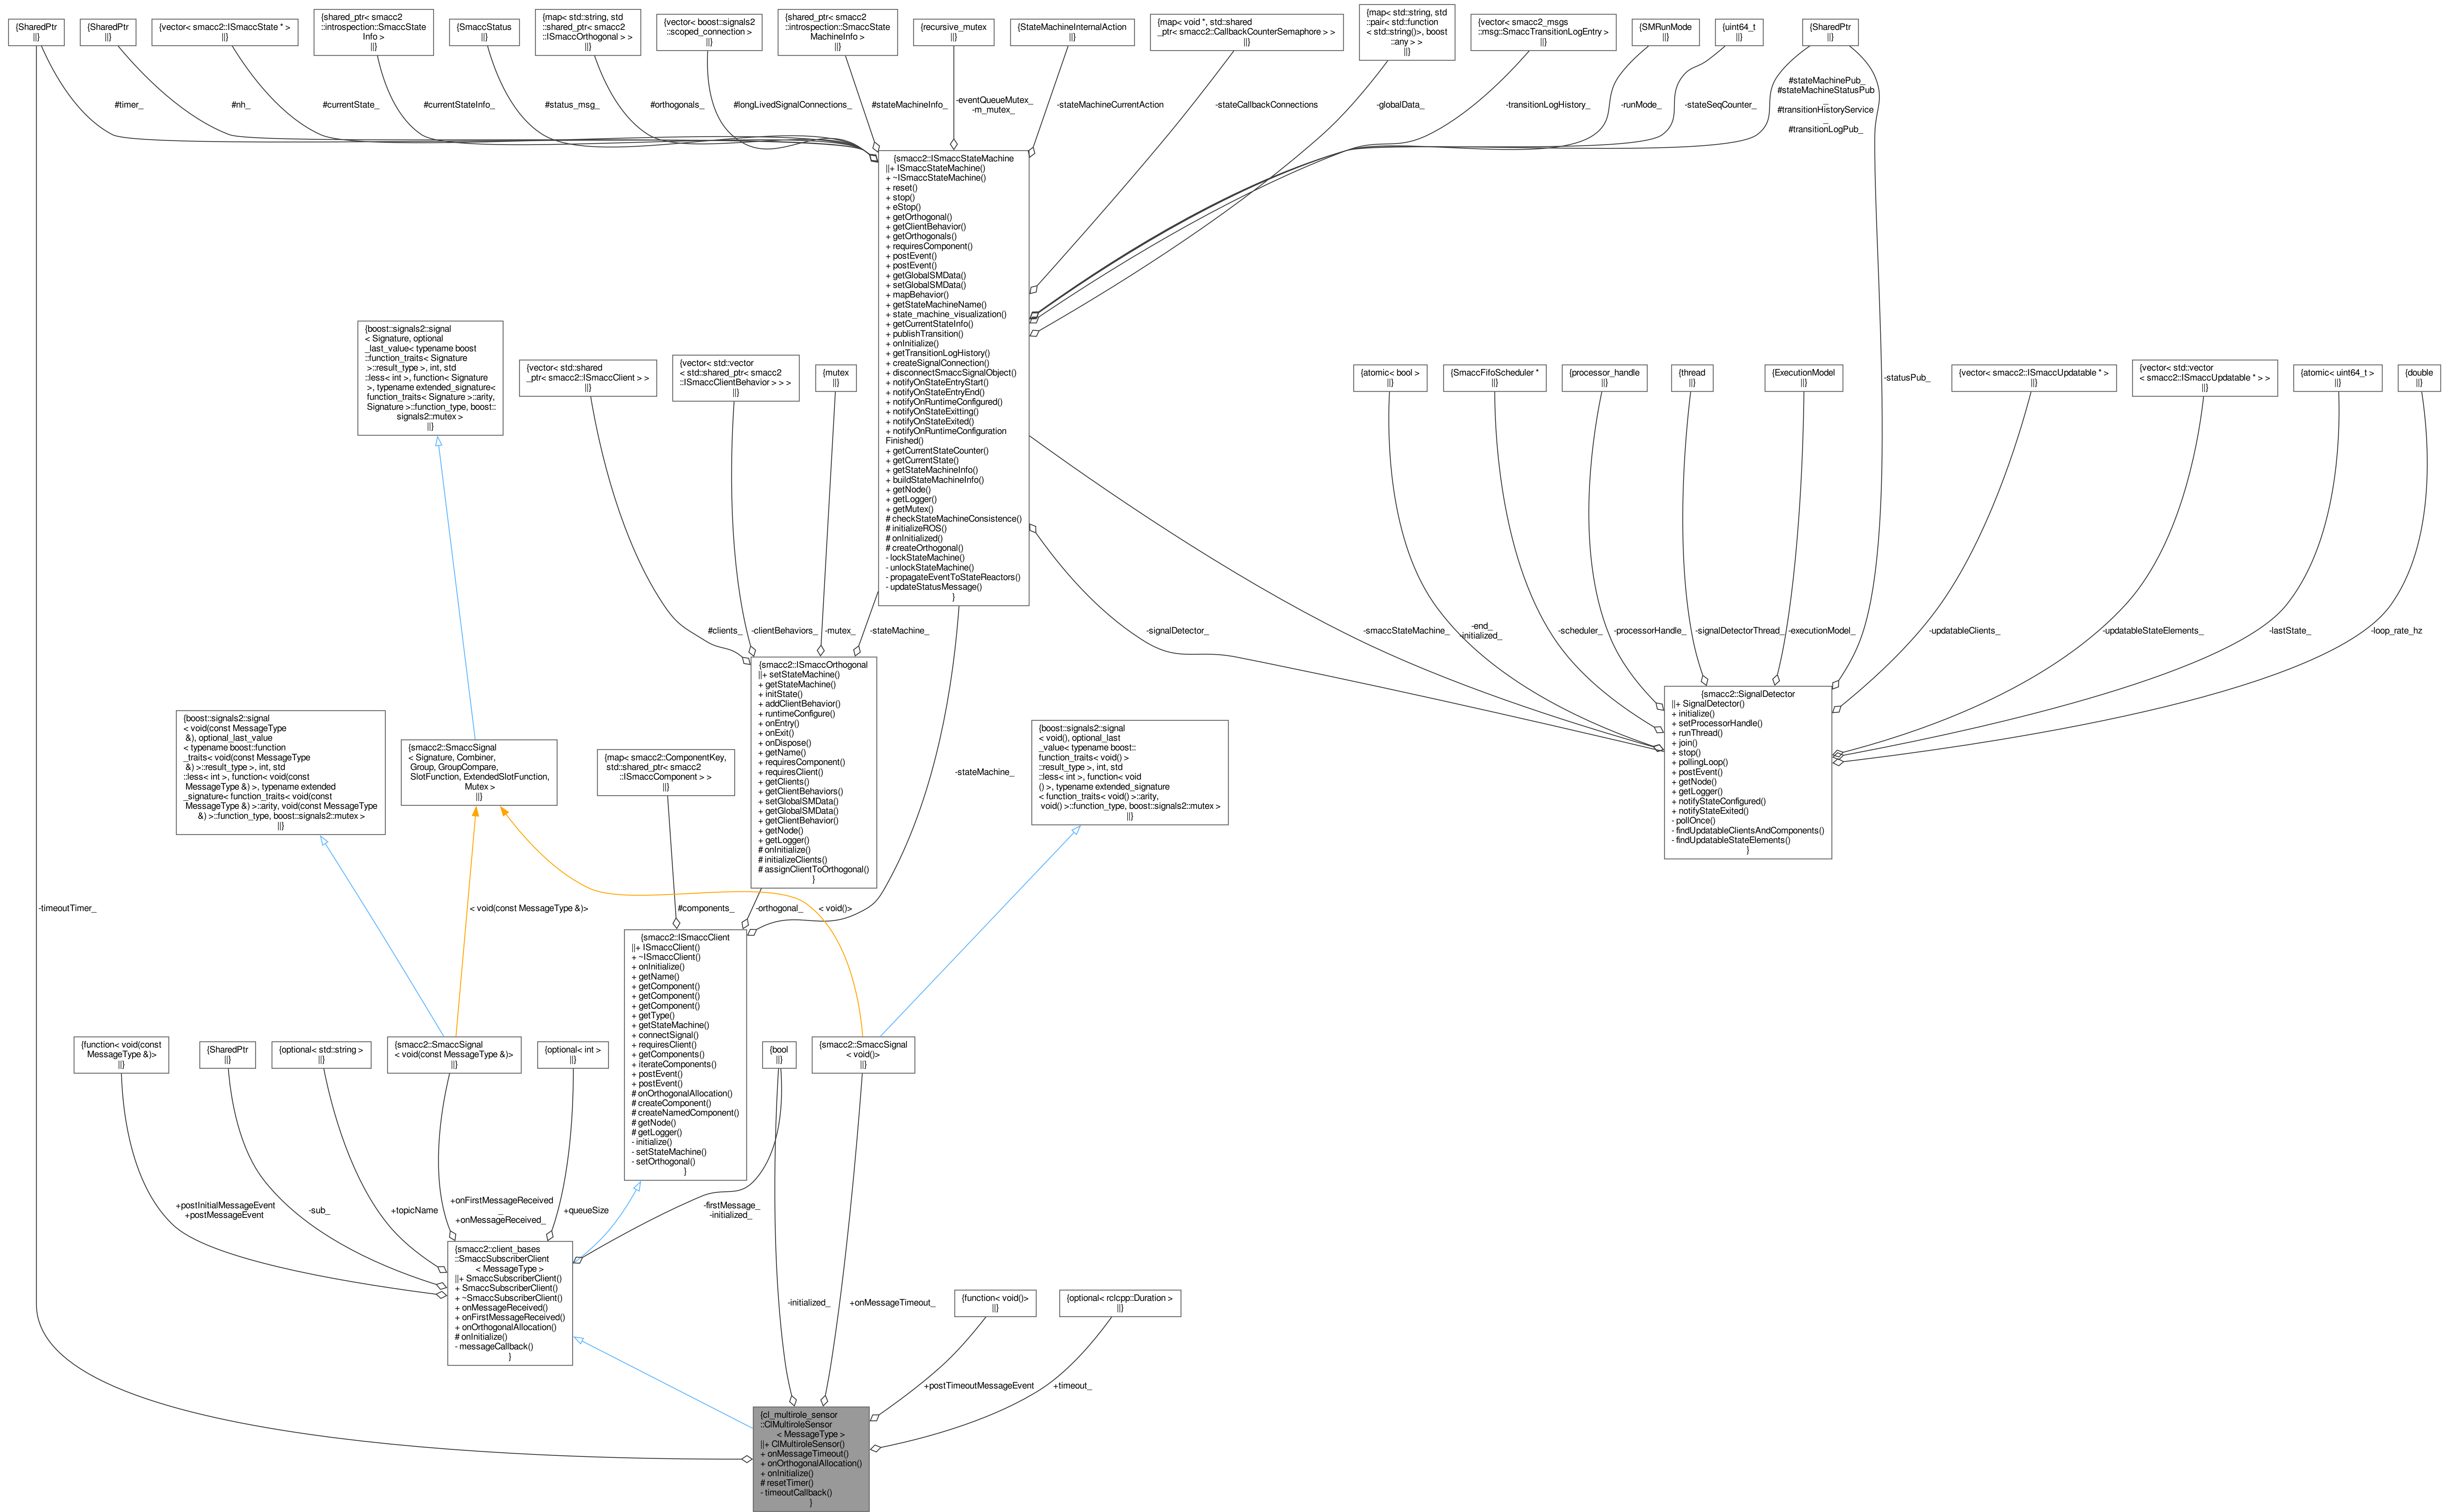 {SharedPtr
||}
{SharedPtr
||}
{vector< smacc2::ISmaccState * >
||}
{shared_ptr< smacc2
::introspection::SmaccState
Info >
||}
{SmaccStatus
||}
{map< std::string, std
::shared_ptr< smacc2
::ISmaccOrthogonal > >
||}
{vector< boost::signals2
::scoped_connection >
||}
{shared_ptr< smacc2
::introspection::SmaccState
MachineInfo >
||}
{recursive_mutex
||}
{StateMachineInternalAction
||}
{map< void *, std::shared
_ptr< smacc2::CallbackCounterSemaphore > >
||}
{map< std::string, std
::pair< std::function
< std::string()>, boost
::any > >
||}
{vector< smacc2_msgs
::msg::SmaccTransitionLogEntry >
||}
{SMRunMode
||}
{uint64_t
||}
{SharedPtr
||}
#timer_
#nh_
#currentState_
#currentStateInfo_
#status_msg_
#orthogonals_
#longLivedSignalConnections_
#stateMachineInfo_
-eventQueueMutex_
-m_mutex_
-stateMachineCurrentAction
-stateCallbackConnections
-globalData_
-transitionLogHistory_
-runMode_
-stateSeqCounter_
#stateMachinePub_
#stateMachineStatusPub
_
#transitionHistoryService
_
#transitionLogPub_
{smacc2::ISmaccStateMachine
||+ ISmaccStateMachine()
+ ~ISmaccStateMachine()
+ reset()
+ stop()
+ eStop()
+ getOrthogonal()
+ getClientBehavior()
+ getOrthogonals()
+ requiresComponent()
+ postEvent()
+ postEvent()
+ getGlobalSMData()
+ setGlobalSMData()
+ mapBehavior()
+ getStateMachineName()
+ state_machine_visualization()
+ getCurrentStateInfo()
+ publishTransition()
+ onInitialize()
+ getTransitionLogHistory()
+ createSignalConnection()
+ disconnectSmaccSignalObject()
+ notifyOnStateEntryStart()
+ notifyOnStateEntryEnd()
+ notifyOnRuntimeConfigured()
+ notifyOnStateExitting()
+ notifyOnStateExited()
+ notifyOnRuntimeConfiguration
Finished()
+ getCurrentStateCounter()
+ getCurrentState()
+ getStateMachineInfo()
+ buildStateMachineInfo()
+ getNode()
+ getLogger()
+ getMutex()
# checkStateMachineConsistence()
# initializeROS()
# onInitialized()
# createOrthogonal()
- lockStateMachine()
- unlockStateMachine()
- propagateEventToStateReactors()
- updateStatusMessage()
}
{boost::signals2::signal
< Signature, optional
_last_value< typename boost
::function_traits< Signature
>::result_type >, int, std
::less< int >, function< Signature
>, typename extended_signature<
function_traits< Signature >::arity,
Signature >::function_type, boost::
signals2::mutex >
||}
{vector< std::shared
_ptr< smacc2::ISmaccClient > >
||}
{vector< std::vector
< std::shared_ptr< smacc2
::ISmaccClientBehavior > > >
||}
{mutex
||}
{atomic< bool >
||}
{SmaccFifoScheduler *
||}
{processor_handle
||}
{thread
||}
{ExecutionModel
||}
-statusPub_
{vector< smacc2::ISmaccUpdatable * >
||}
{vector< std::vector
< smacc2::ISmaccUpdatable * > >
||}
{atomic< uint64_t >
||}
{double
||}
#clients_
-clientBehaviors_
-mutex_
-stateMachine_
-signalDetector_
-smaccStateMachine_
-end_
-initialized_
-scheduler_
-processorHandle_
-signalDetectorThread_
-executionModel_
-updatableClients_
-updatableStateElements_
-lastState_
-loop_rate_hz
{smacc2::ISmaccOrthogonal
||+ setStateMachine()
+ getStateMachine()
+ initState()
+ addClientBehavior()
+ runtimeConfigure()
+ onEntry()
+ onExit()
+ onDispose()
+ getName()
+ requiresComponent()
+ requiresClient()
+ getClients()
+ getClientBehaviors()
+ setGlobalSMData()
+ getGlobalSMData()
+ getClientBehavior()
+ getNode()
+ getLogger()
# onInitialize()
# initializeClients()
# assignClientToOrthogonal()
}
{smacc2::SignalDetector
||+ SignalDetector()
+ initialize()
+ setProcessorHandle()
+ runThread()
+ join()
+ stop()
+ pollingLoop()
+ postEvent()
+ getNode()
+ getLogger()
+ notifyStateConfigured()
+ notifyStateExited()
- pollOnce()
- findUpdatableClientsAndComponents()
- findUpdatableStateElements()
}
{boost::signals2::signal
< void(const MessageType
&), optional_last_value
< typename boost::function
_traits< void(const MessageType
&) >::result_type >, int, std
::less< int >, function< void(const
MessageType &) >, typename extended
_signature< function_traits< void(const
MessageType &) >::arity, void(const MessageType
&) >::function_type, boost::signals2::mutex >
||}
{smacc2::SmaccSignal
< Signature, Combiner,
Group, GroupCompare,
SlotFunction, ExtendedSlotFunction,
Mutex >
||}
{map< smacc2::ComponentKey,
std::shared_ptr< smacc2
::ISmaccComponent > >
||}
-stateMachine_
{boost::signals2::signal
< void(), optional_last
_value< typename boost::
function_traits< void() >
::result_type >, int, std
::less< int >, function< void
() >, typename extended_signature
< function_traits< void() >::arity,
void() >::function_type, boost::signals2::mutex >
||}
-timeoutTimer_
< void(const MessageType &)>
#components_
-orthogonal_
< void()>
{smacc2::ISmaccClient
||+ ISmaccClient()
+ ~ISmaccClient()
+ onInitialize()
+ getName()
+ getComponent()
+ getComponent()
+ getComponent()
+ getType()
+ getStateMachine()
+ connectSignal()
+ requiresClient()
+ getComponents()
+ iterateComponents()
+ postEvent()
+ postEvent()
# onOrthogonalAllocation()
# createComponent()
# createNamedComponent()
# getNode()
# getLogger()
- initialize()
- setStateMachine()
- setOrthogonal()
}
{function< void(const
MessageType &)>
||}
{SharedPtr
||}
{optional< std::string >
||}
{smacc2::SmaccSignal
< void(const MessageType &)>
||}
{optional< int >
||}
{bool
||}
{smacc2::SmaccSignal
< void()>
||}
+postInitialMessageEvent
+postMessageEvent
-sub_
+topicName
+onFirstMessageReceived
_
+onMessageReceived_
+queueSize
-firstMessage_
-initialized_
{smacc2::client_bases
::SmaccSubscriberClient
< MessageType >
||+ SmaccSubscriberClient()
+ SmaccSubscriberClient()
+ ~SmaccSubscriberClient()
+ onMessageReceived()
+ onFirstMessageReceived()
+ onOrthogonalAllocation()
# onInitialize()
- messageCallback()
}
-initialized_
+onMessageTimeout_
{function< void()>
||}
{optional< rclcpp::Duration >
||}
+postTimeoutMessageEvent
+timeout_
{cl_multirole_sensor
::ClMultiroleSensor
< MessageType >
||+ ClMultiroleSensor()
+ onMessageTimeout()
+ onOrthogonalAllocation()
+ onInitialize()
# resetTimer()
- timeoutCallback()
}